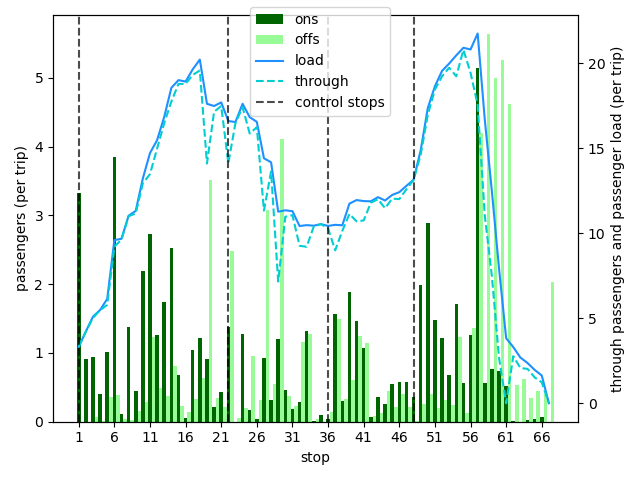 ons
offs
load
through
control stops
passengers (per trip)
0
1
2
3
4
5
through passenger and passenger load (per trip)
0
5
10
15
20
1 6 11 16 21 26 31 36 41 46 51 56 61 66
stop